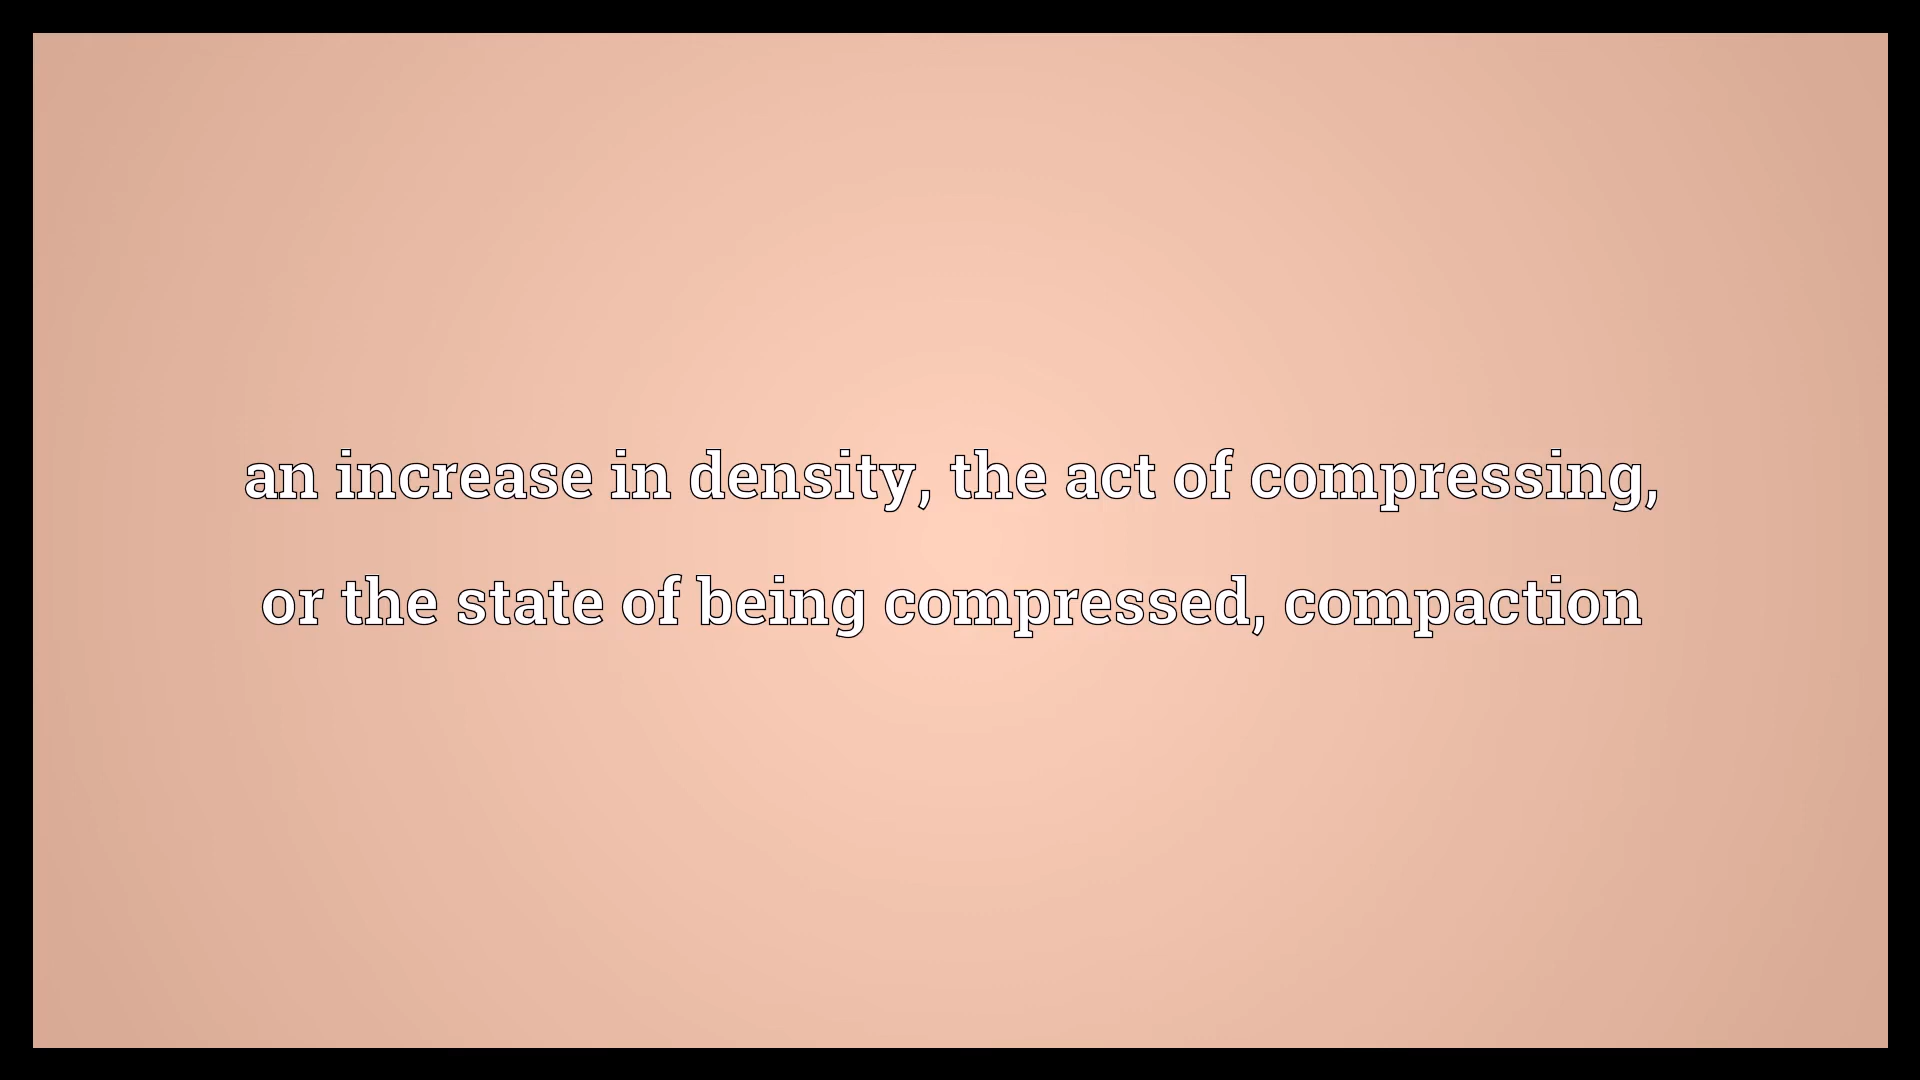 an increase in density, the act of compressing,
or the state of being compressed, compaction